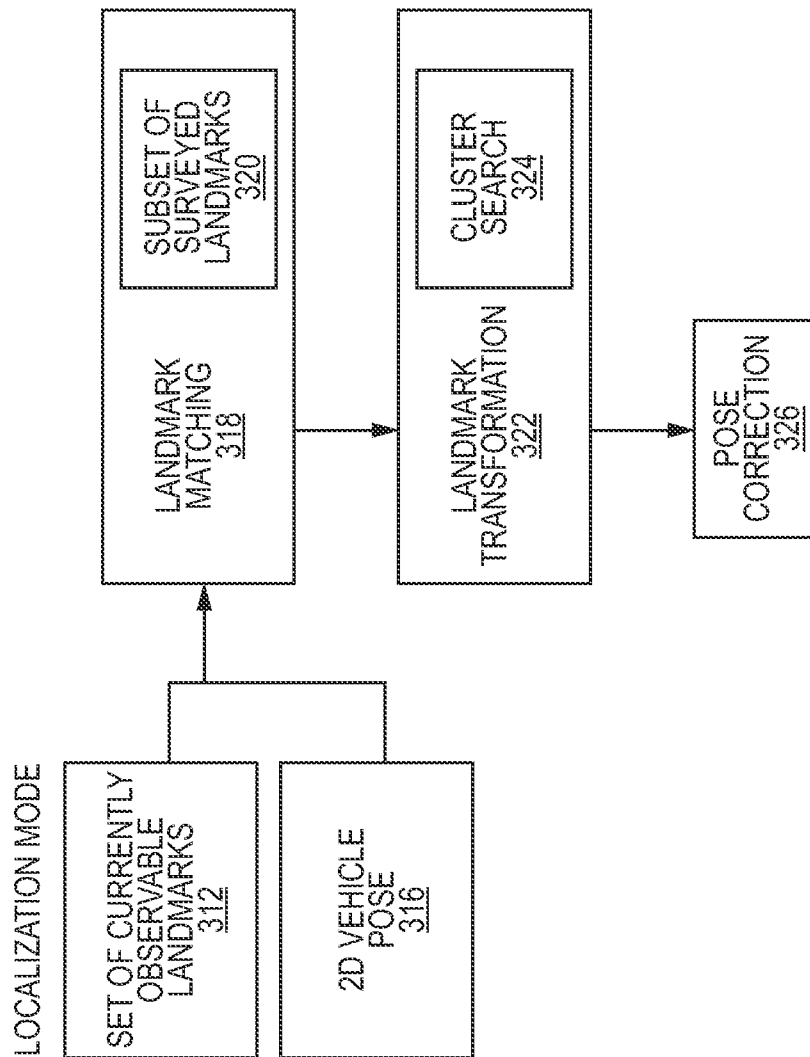 LOCALIZATION MODE
SET OF CURRENTLY
OBSERVABLE
LANDMARKS
312
2D VEHICLE
POSE
316
LANDMARK
MATCHING
318
SUBSET OF
SURVEYED
LANDMARKS
320
LANDMARK
TRANSFORMATION
322
CLUSTER
SEARCH
324
POSE
CORRECTION
326